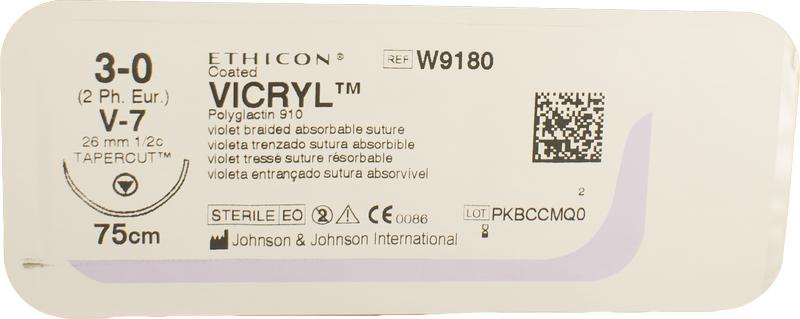 3-0
(2 Ph. Eur.)
V-7
26 mm 1/2c
TAPERCUT™
75cm
ETHICON®
Coated
VICRYL™
Polyglactin 910
violet braided absorbable suture
violeta trenzado sutura absorbible
violet tressé suture résorbable
violeta entrançado sutura absorvível
STERILE EO 2 CE 0086
Johnson & Johnson International
REF W9180
2
LOT PKBCCMQ0
8